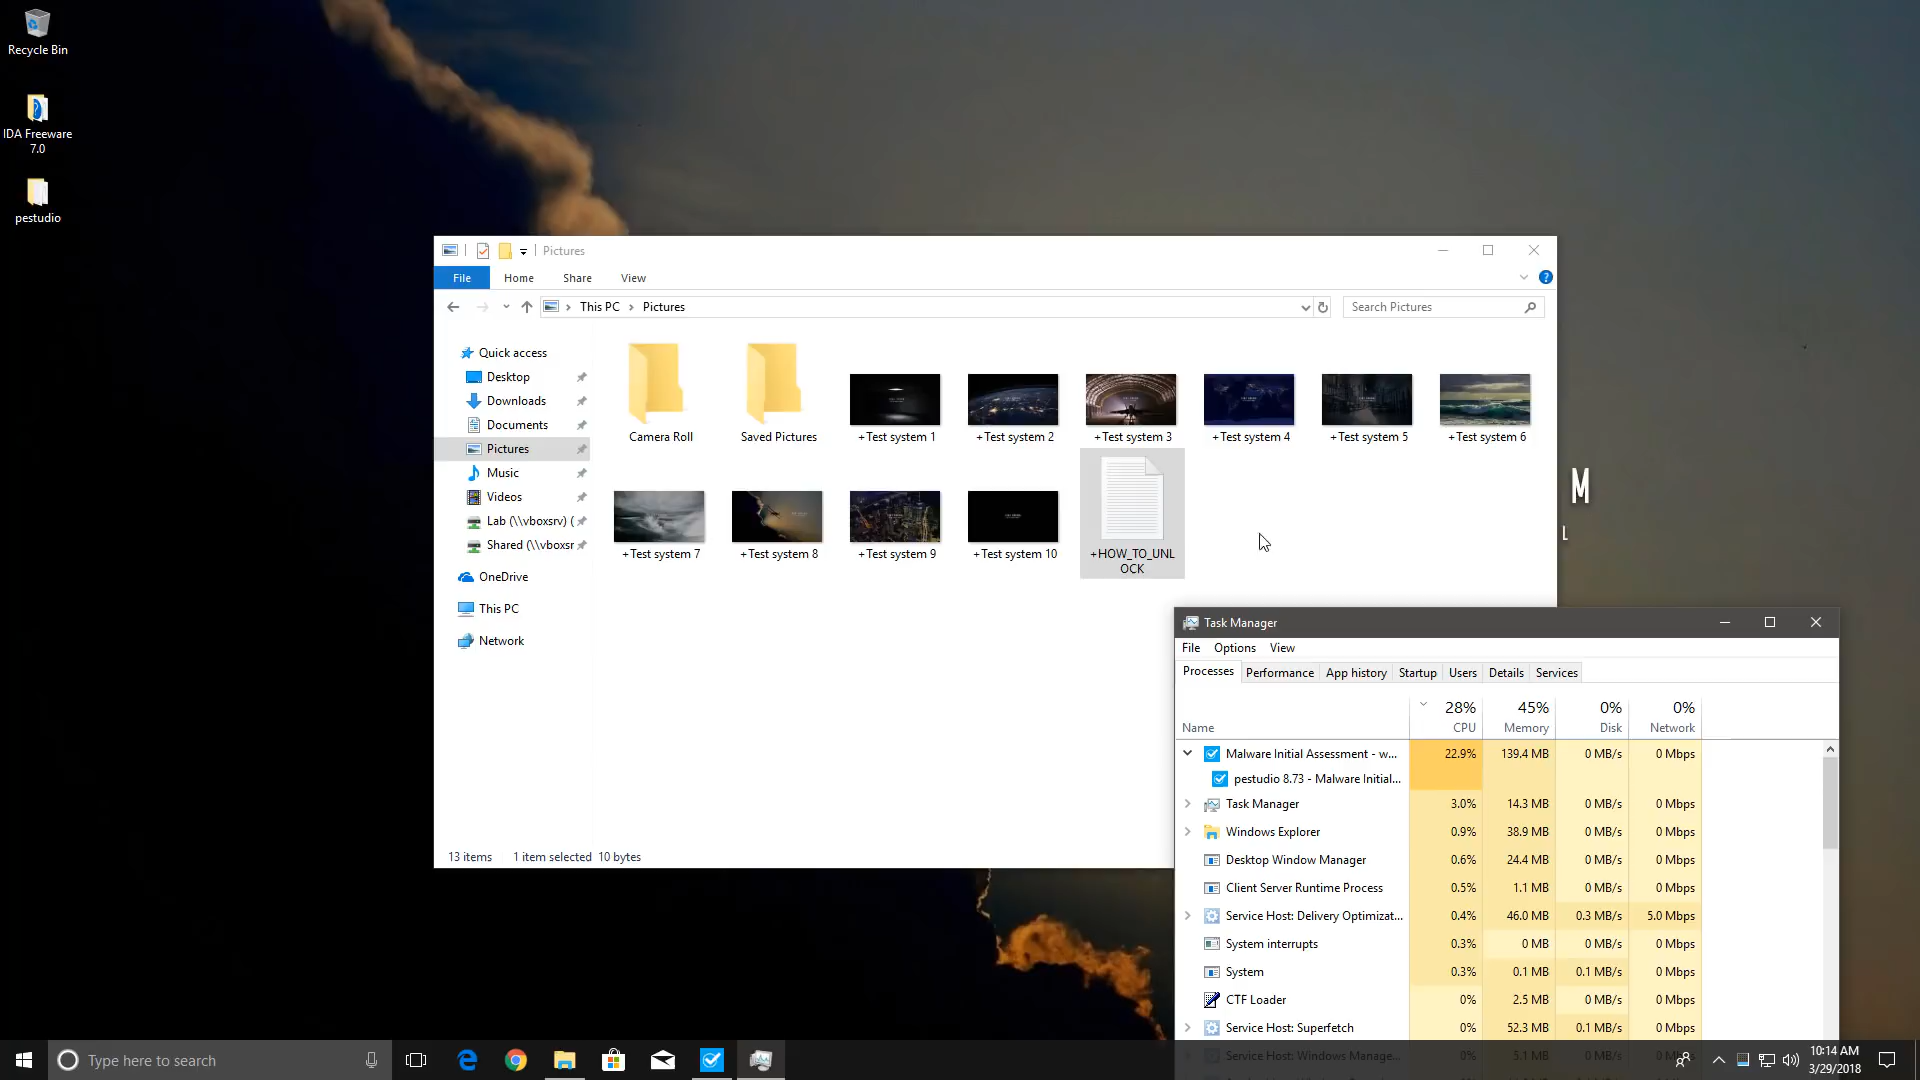 Recycle Bin
IDA Freeware
7.0
pestudio
Pictures
File Home Share View
This PC Pictures
Search Pictures
Quick access
Desktop
Downloads
Documents
Pictures
Music
Videos
Lab (\\vboxsrv) (
Shared (\\vboxsr
OneDrive
This PC
Network
Camera Roll
Saved Pictures
+Test system 1
+Test system 2
+Test system 3
+Test system 4
+Test system 5
+Test system 6
+Test system 7
+Test system 8
+Test system 9
+Test system 10
+HOW_TO_UNL
OCK
13 items 1 item selected 10 bytes
M
L
Task Manager
File Options View
Processes Performance App history Startup Users Details Services
28% 45% 0% 0%
Name CPU Memory Disk Network
Malware Initial Assessment - w... 22.9% 139.4 MB 0 MB/s 0 Mbps
pestudio 8.73 - Malware Initial...
Task Manager 3.0% 14.3 MB 0 MB/s 0 Mbps
Windows Explorer 0.9% 38.9 MB 0 MB/s 0 Mbps
Desktop Window Manager 0.6% 24.4 MB 0 MB/s 0 Mbps
Client Server Runtime Process 0.5% 1.1 MB 0 MB/s 0 Mbps
Service Host: Delivery Optimizat... 0.4% 46.0 MB 0.3 MB/s 5.0 Mbps
System interrupts 0.3% 0 MB 0 MB/s 0 Mbps
System 0.3% 0.1 MB 0.1 MB/s 0 Mbps
CTF Loader 0% 2.5 MB 0 MB/s 0 Mbps
Service Host: Superfetch 0% 52.3 MB 0.1 MB/s 0 Mbps
Service Host: Windows Manage... 0% 5.1 MB 0 MB/s 0 Mbps
Type here to search
10:14 AM
3/29/2018